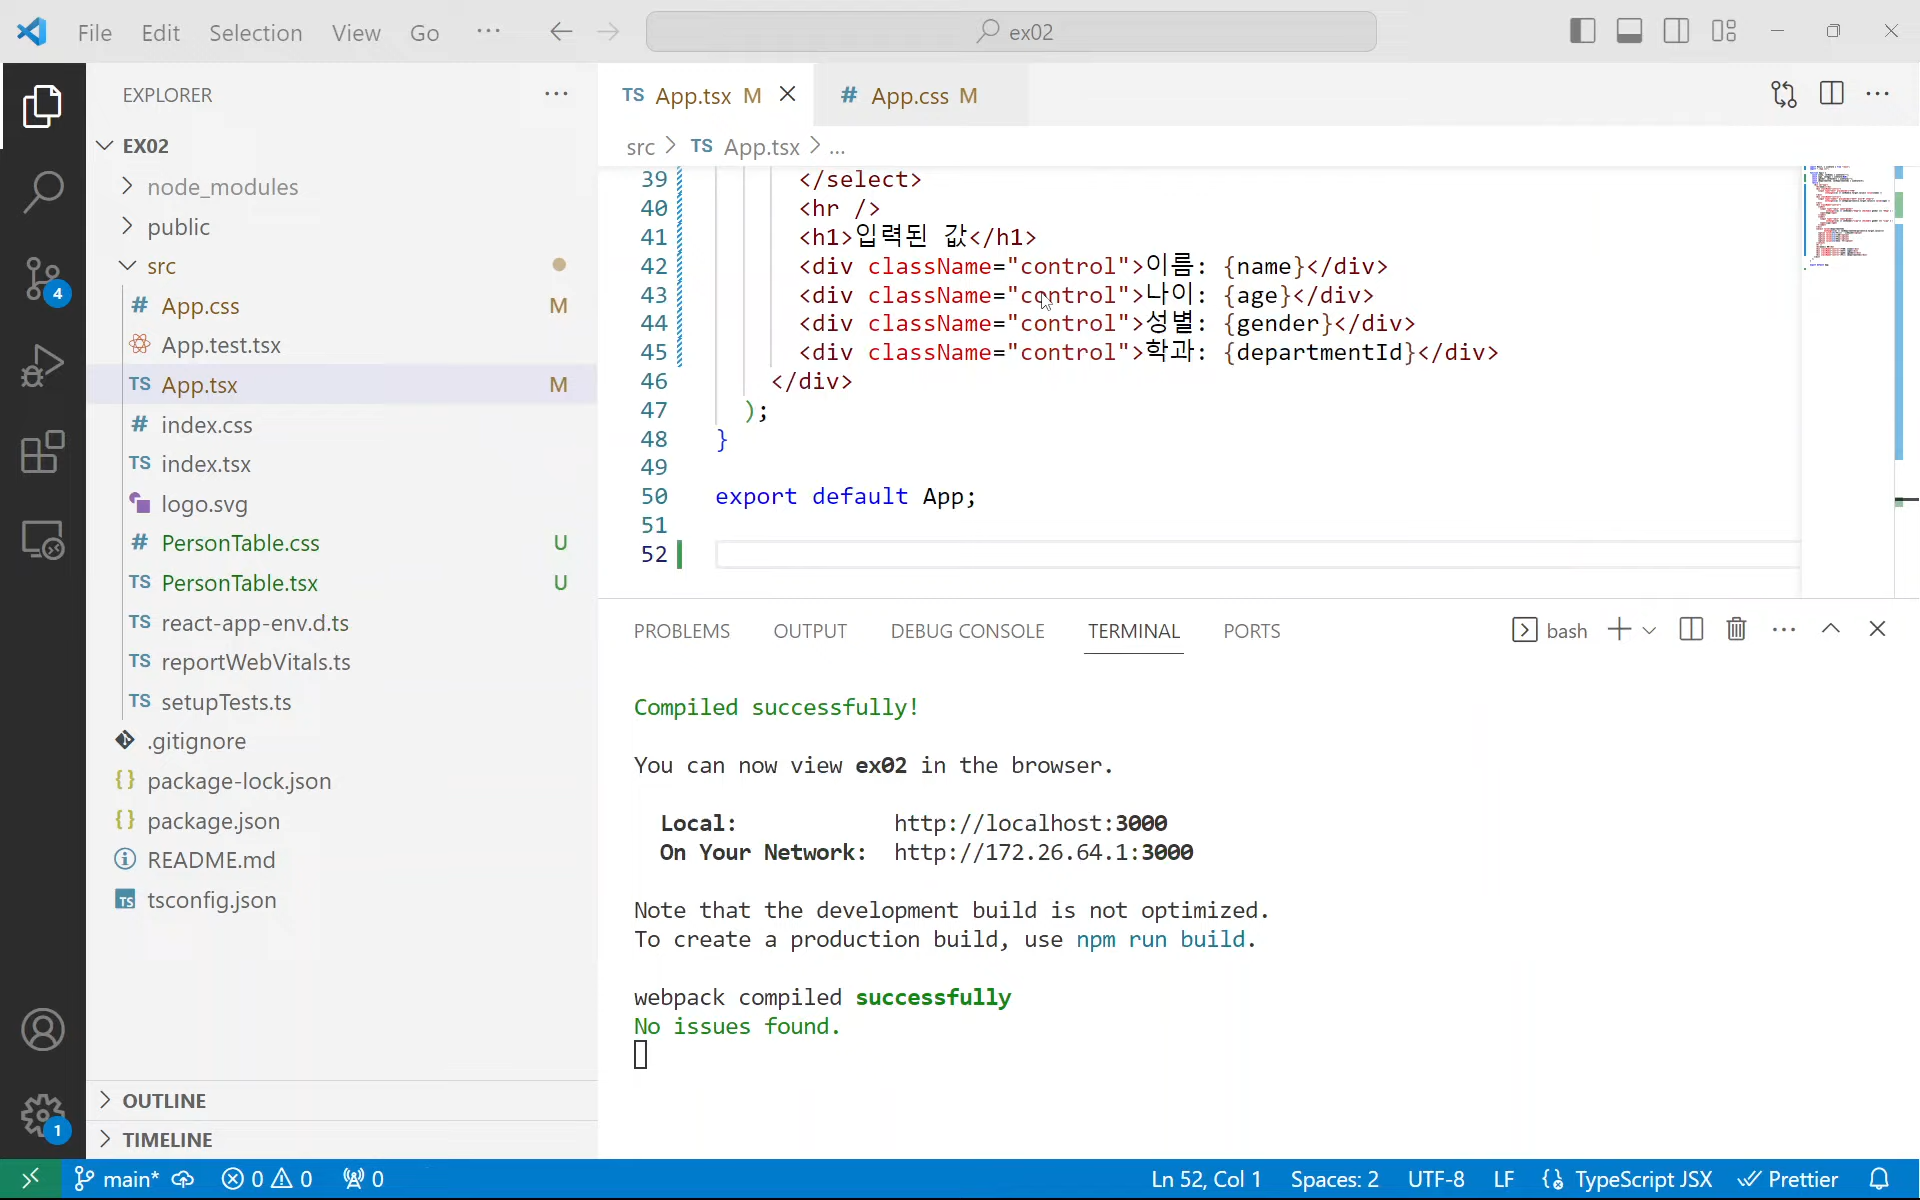 File Edit Selection View Go ··· ex02
EXPLORER ···
EX02
node_modules
public
src
# App.css M
App.test.tsx
TS App.tsx M
# index.css
TS index.tsx
logo.svg
# PersonTable.css U
TS PersonTable.tsx U
TS react-app-env.d.ts
TS reportWebVitals.ts
TS setupTests.ts
.gitignore
{} package-lock.json
{} package.json
README.md
TS tsconfig.json
OUTLINE
TIMELINE
4
1
TS App.tsx M
# App.css M
src > TS App.tsx > ...
39 </select>
40 <hr />
41 <h1>입력된 값</h1>
42 <div className="control">이름: {name}</div>
43 <div className="control">나이: {age}</div>
44 <div className="control">성별: {gender}</div>
45 <div className="control">학과: {departmentId}</div>
46 </div>
47 );
48 }
49
50 export default App;
51
52
PROBLEMS OUTPUT DEBUG CONSOLE TERMINAL PORTS bash
Compiled successfully!
You can now view ex02 in the browser.
Local: http://localhost:3000
On Your Network: http://172.26.64.1:3000
Note that the development build is not optimized.
To create a production build, use npm run build.
webpack compiled successfully
No issues found.
main* 0 0 0 Ln 52, Col 1 Spaces: 2 UTF-8 LF TypeScript JSX Prettier